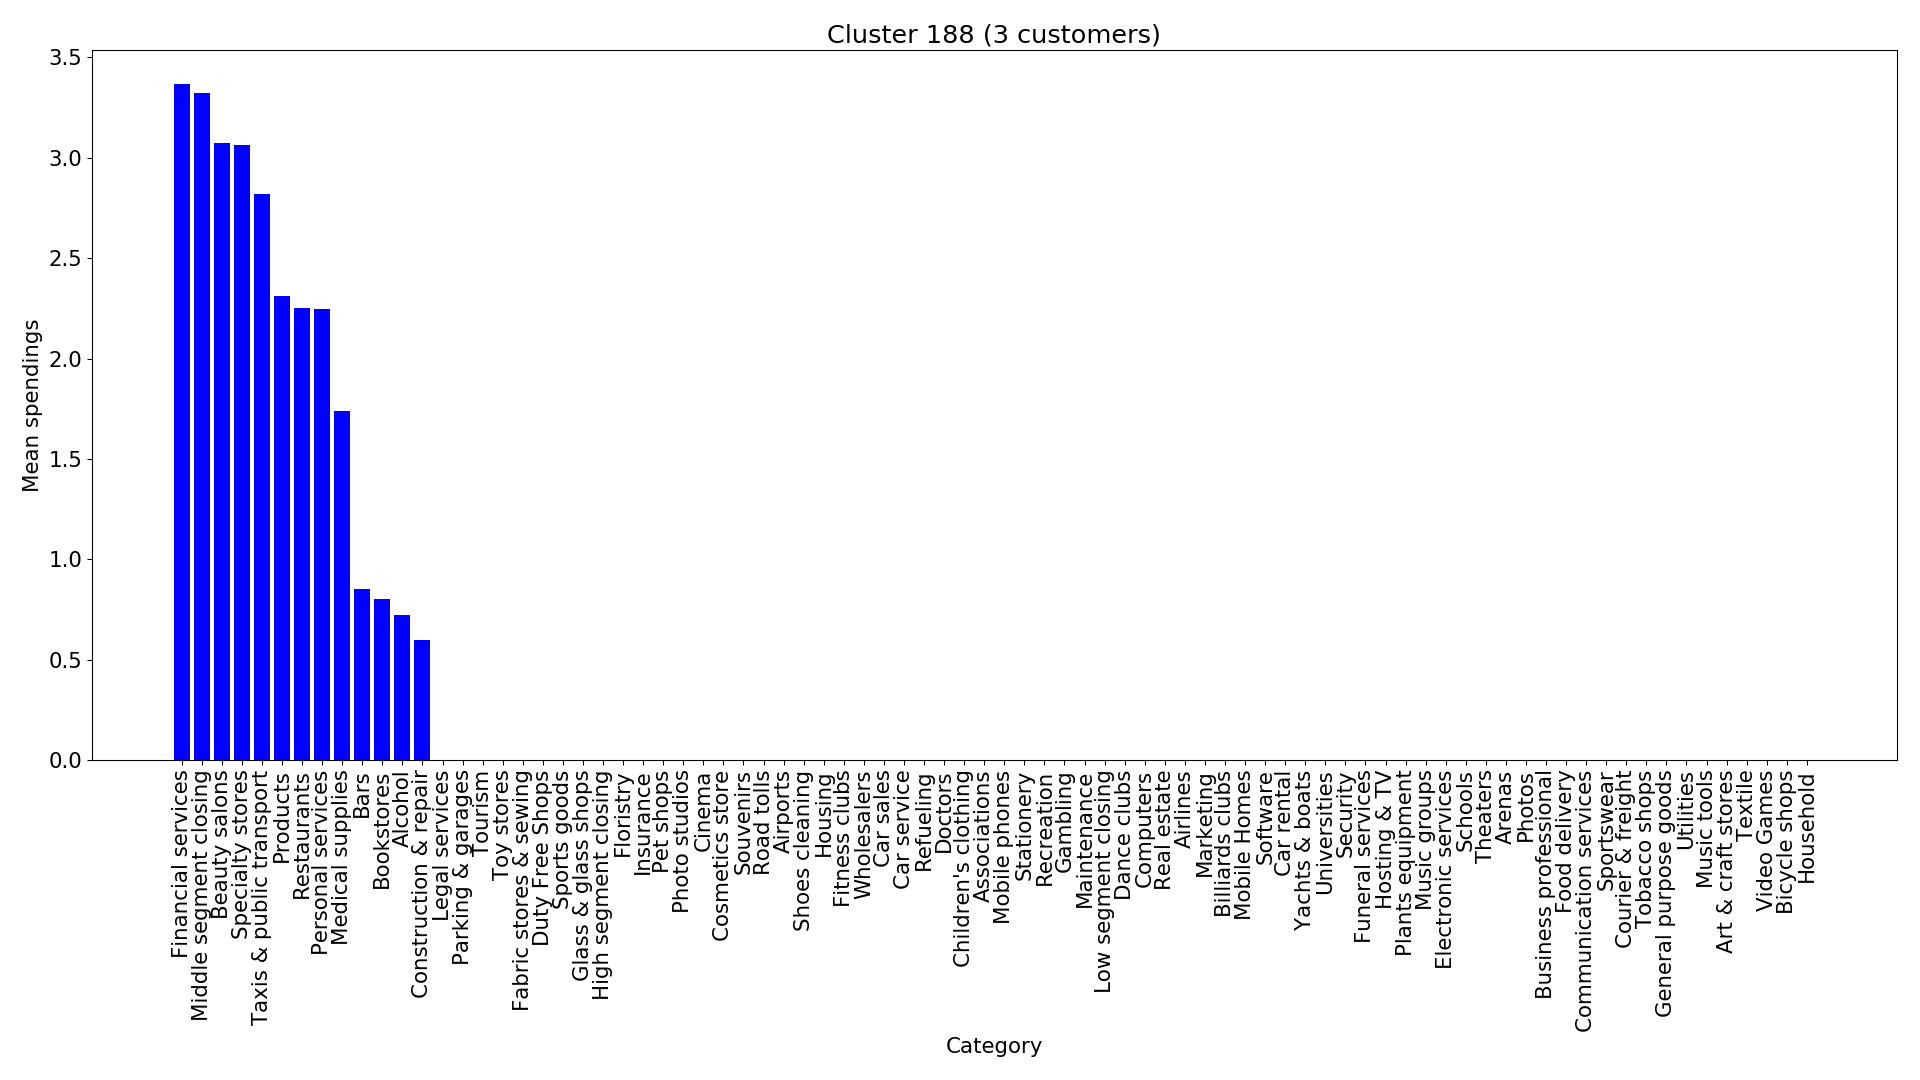 Cluster 188 (3 customers)
3.5
3.0
2.5
2.0
1.5
1.0
0.5
0.0
Mean spendings
Financial services
Middle segment closing
Beauty salons
Specialty stores
Taxis & public transport
Products
Restaurants
Personal services
Medical supplies
Bars
Bookstores
Alcohol
Construction & repair
Legal services
Parking & garages
Tourism
Toy stores
Fabric stores & sewing
Duty Free Shops
Sports goods
Glass & glass shops
High segment closing
Floristry
Insurance
Pet shops
Photo studios
Cinema
Cosmetics store
Souvenirs
Road tolls
Airports
Shoes cleaning
Housing
Fitness clubs
Wholesalers
Car sales
Car service
Refueling
Doctors
Children's clothing
Associations
Mobile phones
Stationery
Recreation
Gambling
Maintenance
Low segment closing
Dance clubs
Computers
Real estate
Airlines
Marketing
Billiards clubs
Mobile Homes
Software
Car rental
Yachts & boats
Universities
Security
Funeral services
Hosting & TV
Plants equipment
Music groups
Electronic services
Schools
Theaters
Arenas
Photos
Business professional
Food delivery
Communication services
Sportswear
Courier & freight
Tobacco shops
General purpose goods
Utilities
Music tools
Art & craft stores
Textile
Video Games
Bicycle shops
Household
Category